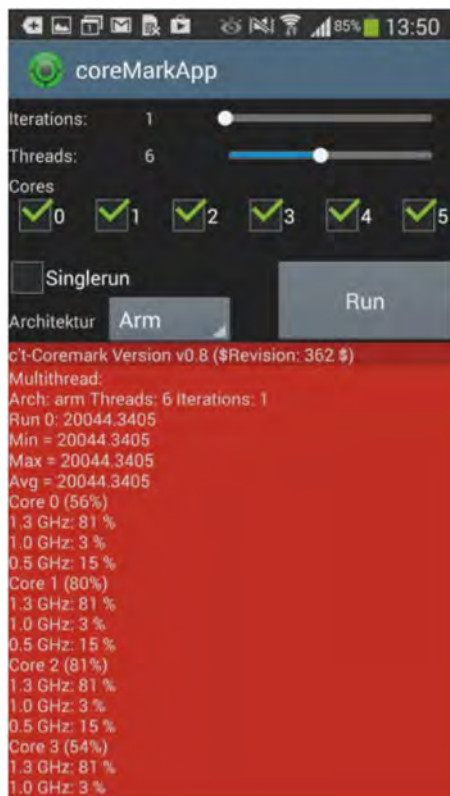 85% 13:50
coreMarkApp
Iterations: 1
Threads: 6
Cores
0 1 2 3 4 5
Singlerun
Run
Architektur Arm
c't-Coremark Version v0.8 ($Revision: 362 $)
Multithread:
Arch: arm Threads: 6 Iterations: 1
Run 0: 20044.3405
Min = 20044.3405
Max = 20044.3405
Avg = 20044.3405
Core 0 (56%)
1.3 GHz: 81 %
1.0 GHz: 3 %
0.5 GHz: 15 %
Core 1 (80%)
1.3 GHz: 81 %
1.0 GHz: 3 %
0.5 GHz: 15 %
Core 2 (81%)
1.3 GHz: 81 %
1.0 GHz: 3 %
0.5 GHz: 15 %
Core 3 (54%)
1.3 GHz: 81 %
1.0 GHz: 3 %